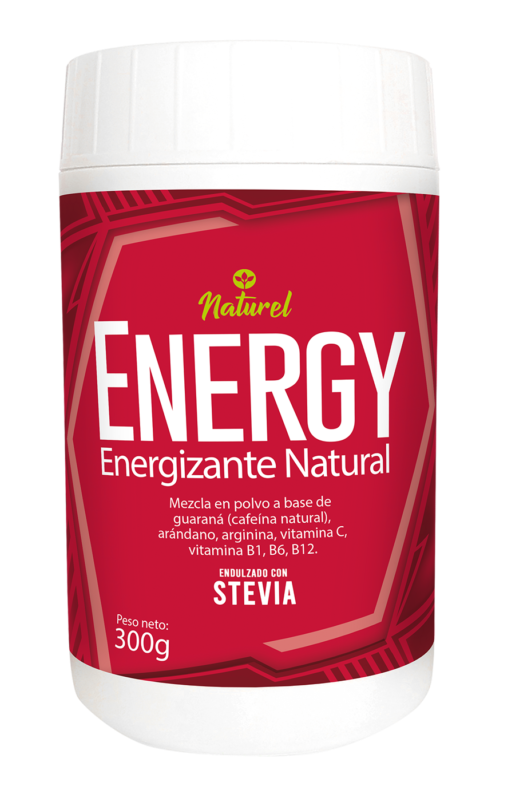 Naturel
ENERGY
Energizante Natural
Mezcla en polvo a base de
guaraná (cafeína natural),
arándano, arginina, vitamina C,
vitamina B1, B6, B12.
ENDULZADO CON
STEVIA
Peso neto:
300g